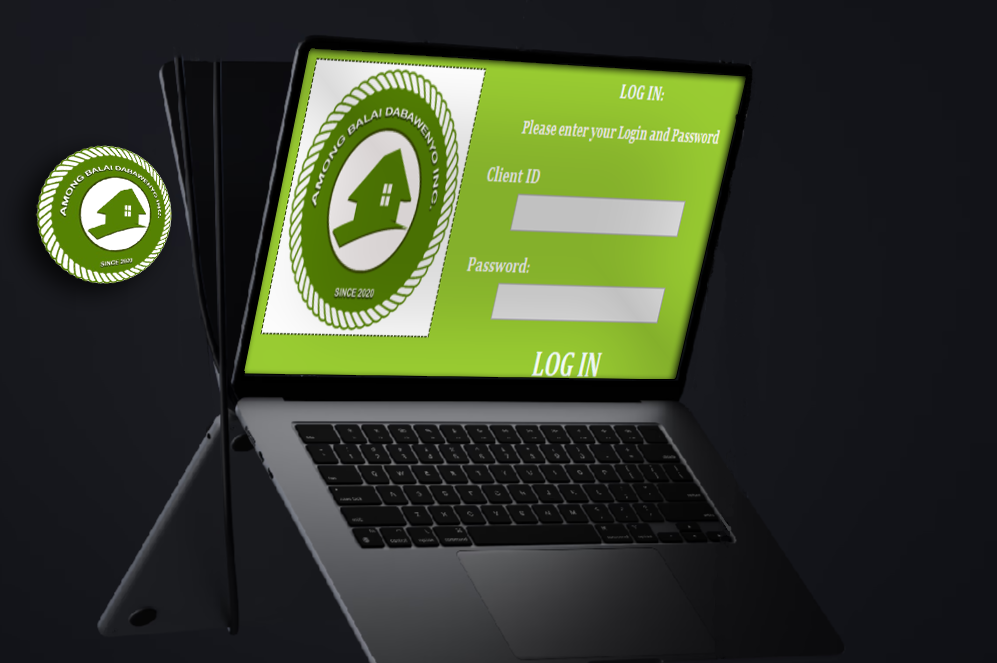 AMONG BALAI DABAWENYO INC.
SINCE 2020
AMONG BALAI DABAWENYO INC.
SINCE 2020
LOG IN:
Please enter your Login and Password
Client ID
Password:
LOG IN